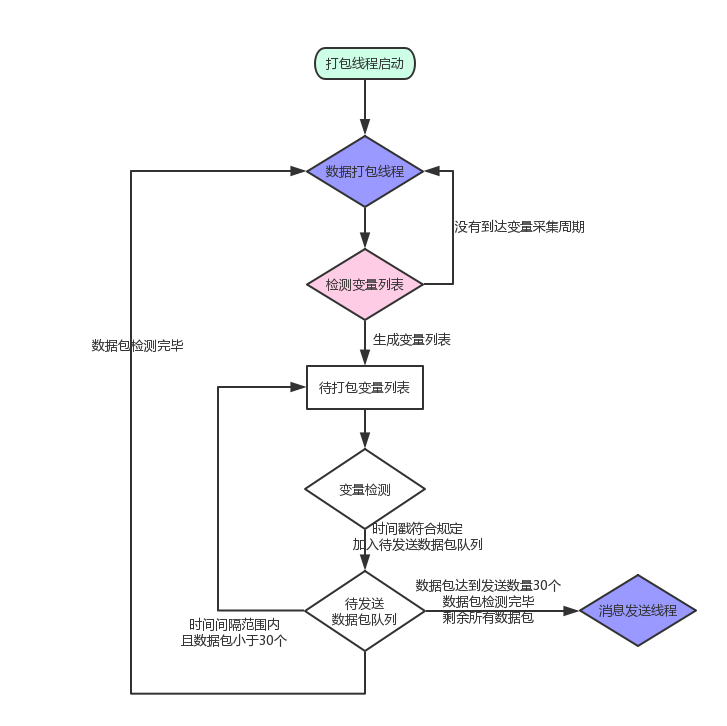 打包线程启动
数据打包线程
没有到达变量采集周期
检测变量列表
生成变量列表
数据包检测完毕
待打包变量列表
变量检测
时间戳符合规定
加入待发送数据包队列
数据包达到发送数量30个
数据包检测完毕
剩余所有数据包
待发送
数据包队列
消息发送线程
时间间隔范围内
且数据包小于30个